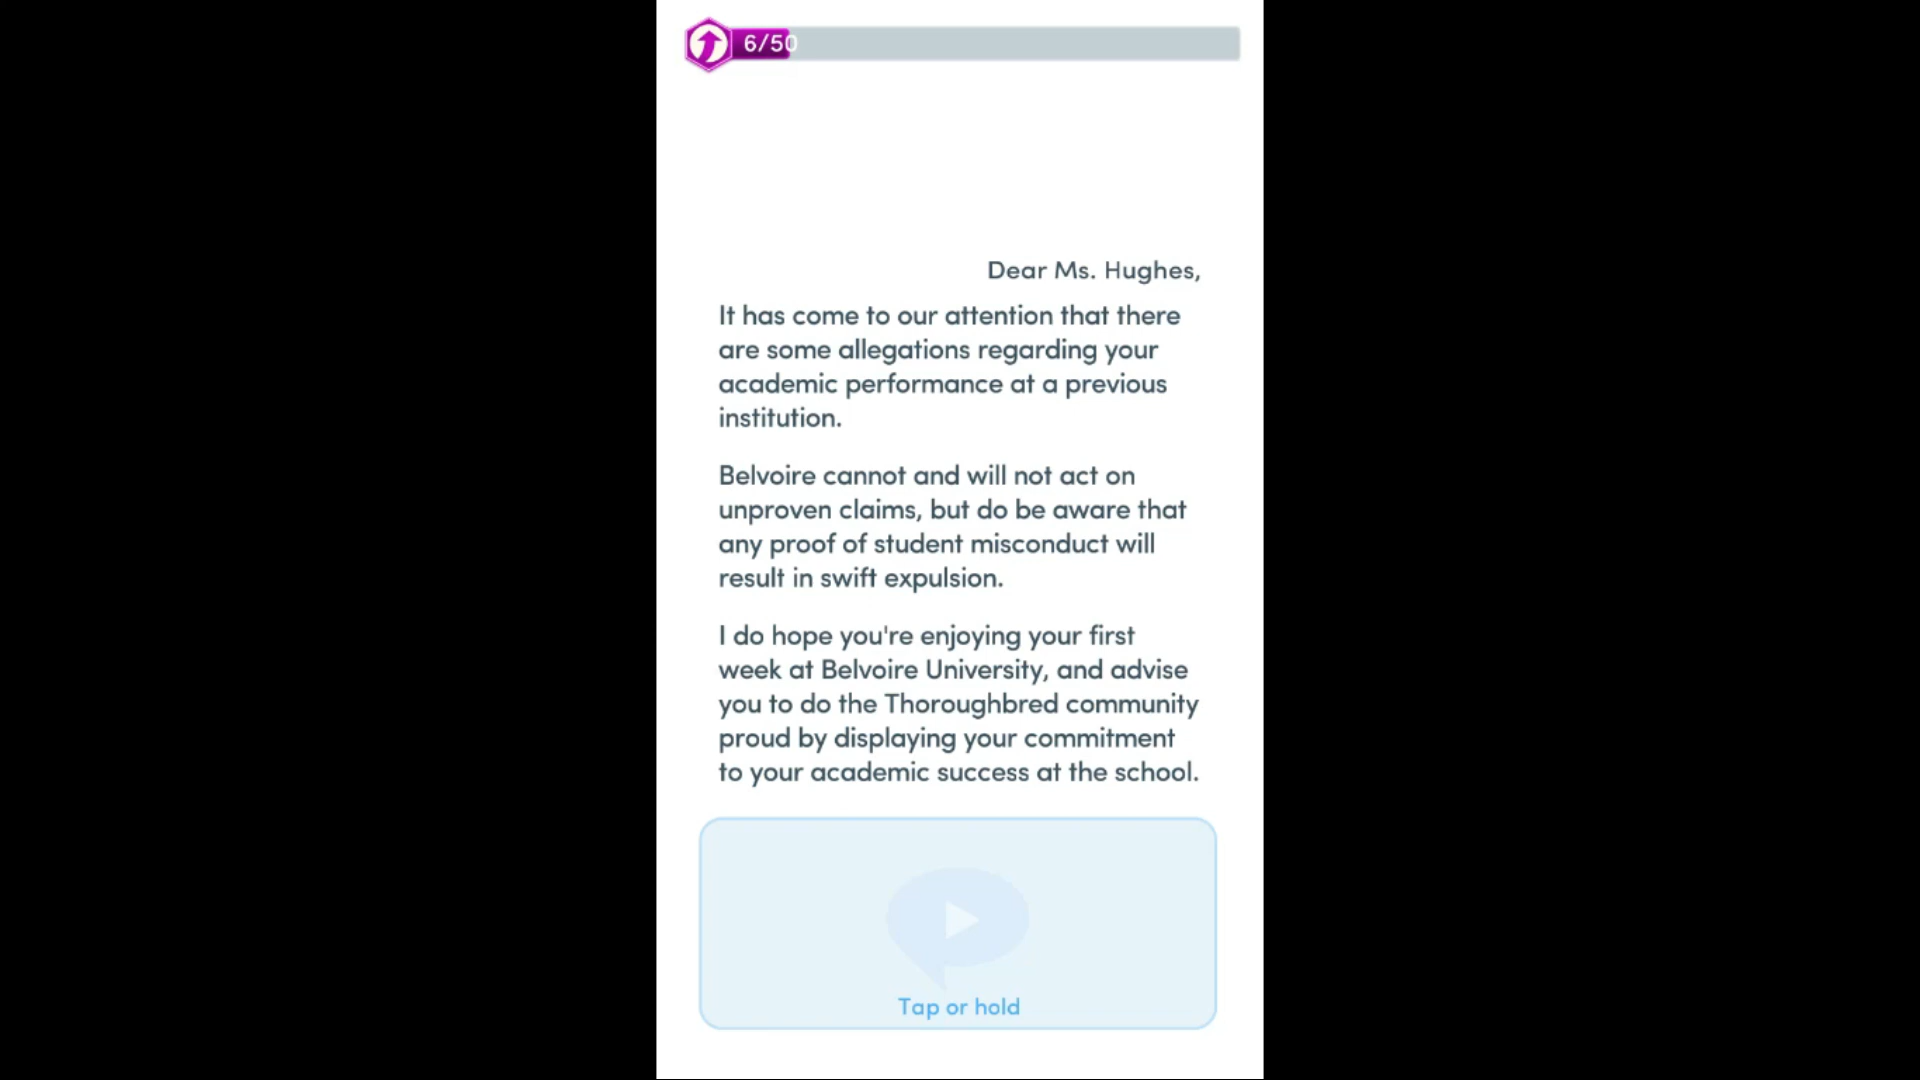 6/50
Dear Ms. Hughes,
It has come to our attention that there
are some allegations regarding your
academic performance at a previous
institution.
Belvoire cannot and will not act on
unproven claims, but do be aware that
any proof of student misconduct will
result in swift expulsion.
I do hope you're enjoying your first
week at Belvoire University, and advise
you to do the Thoroughbred community
proud by displaying your commitment
to your academic success at the school.
Tap or hold